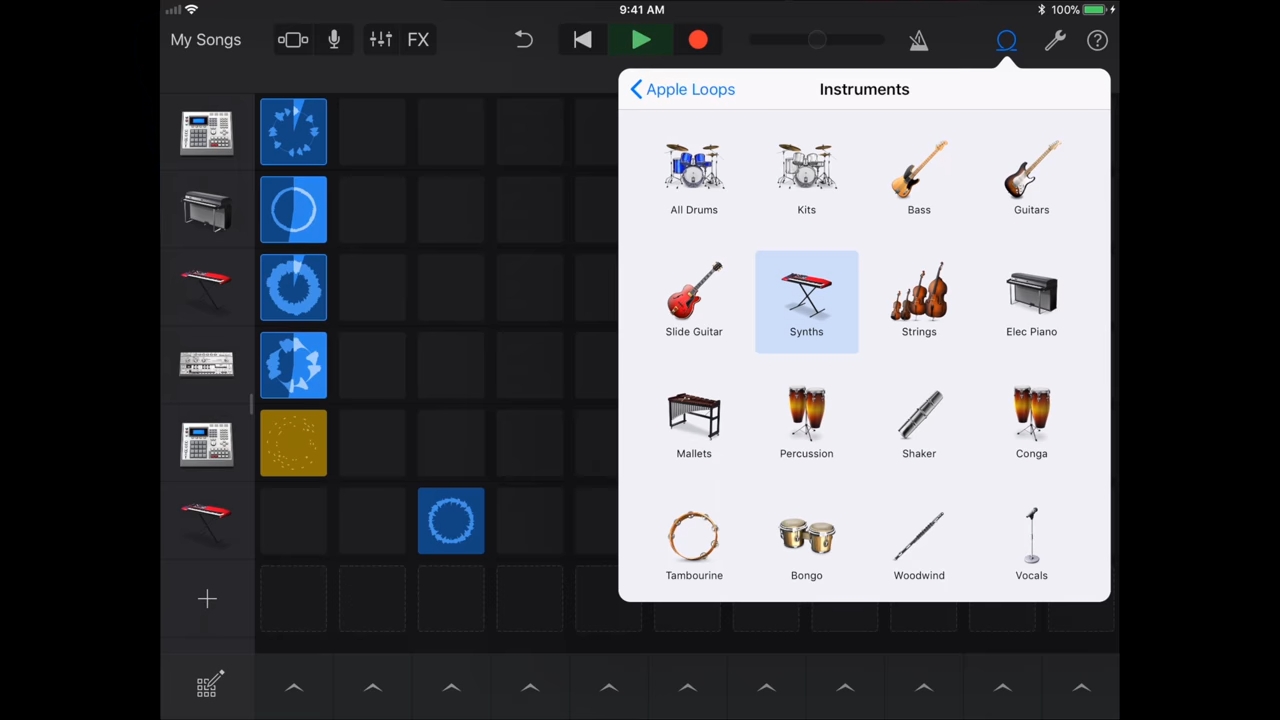 9:41 AM
100%
My Songs
FX
Apple Loops
Instruments
All Drums
Kits
Bass
Guitars
Slide Guitar
Synths
Strings
Elec Piano
Mallets
Percussion
Shaker
Conga
Tambourine
Bongo
Woodwind
Vocals